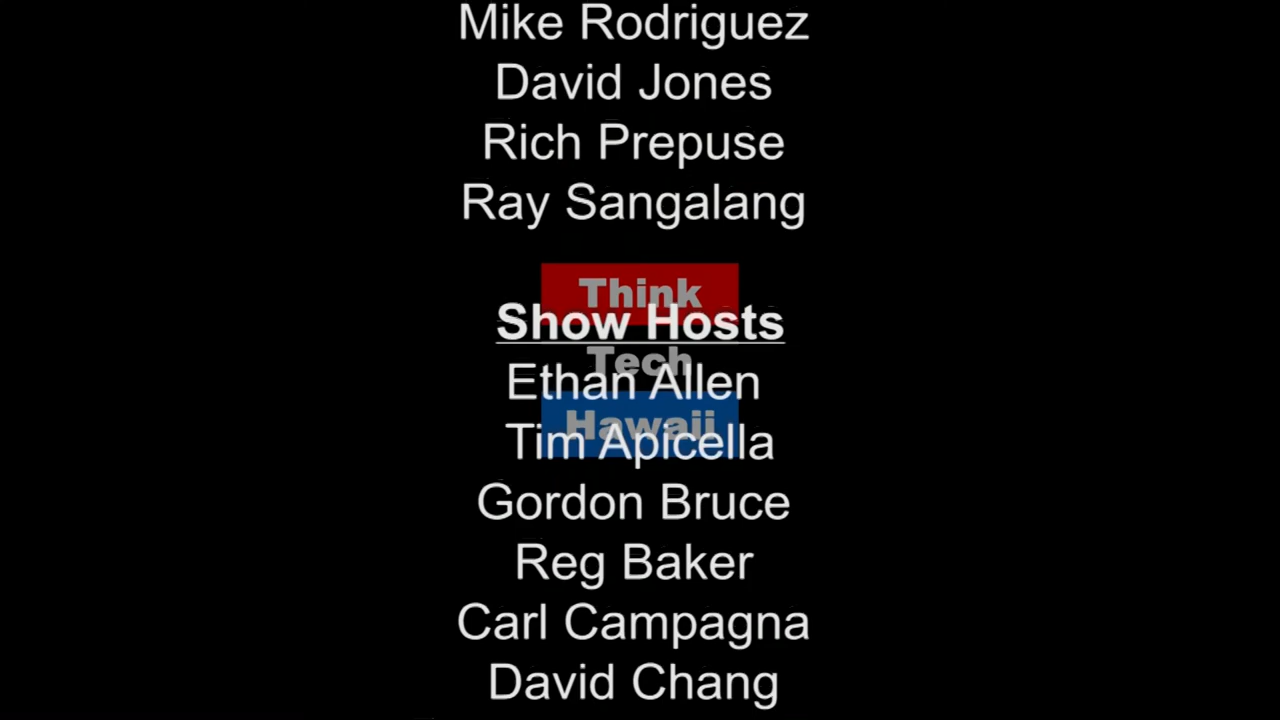 Mike Rodriguez
David Jones
Rich Prepuse
Ray Sangalang
Think
Show Hosts
Tech
Ethan Allen
Hawaii
Tim Apicella
Gordon Bruce
Reg Baker
Carl Campagna
David Chang